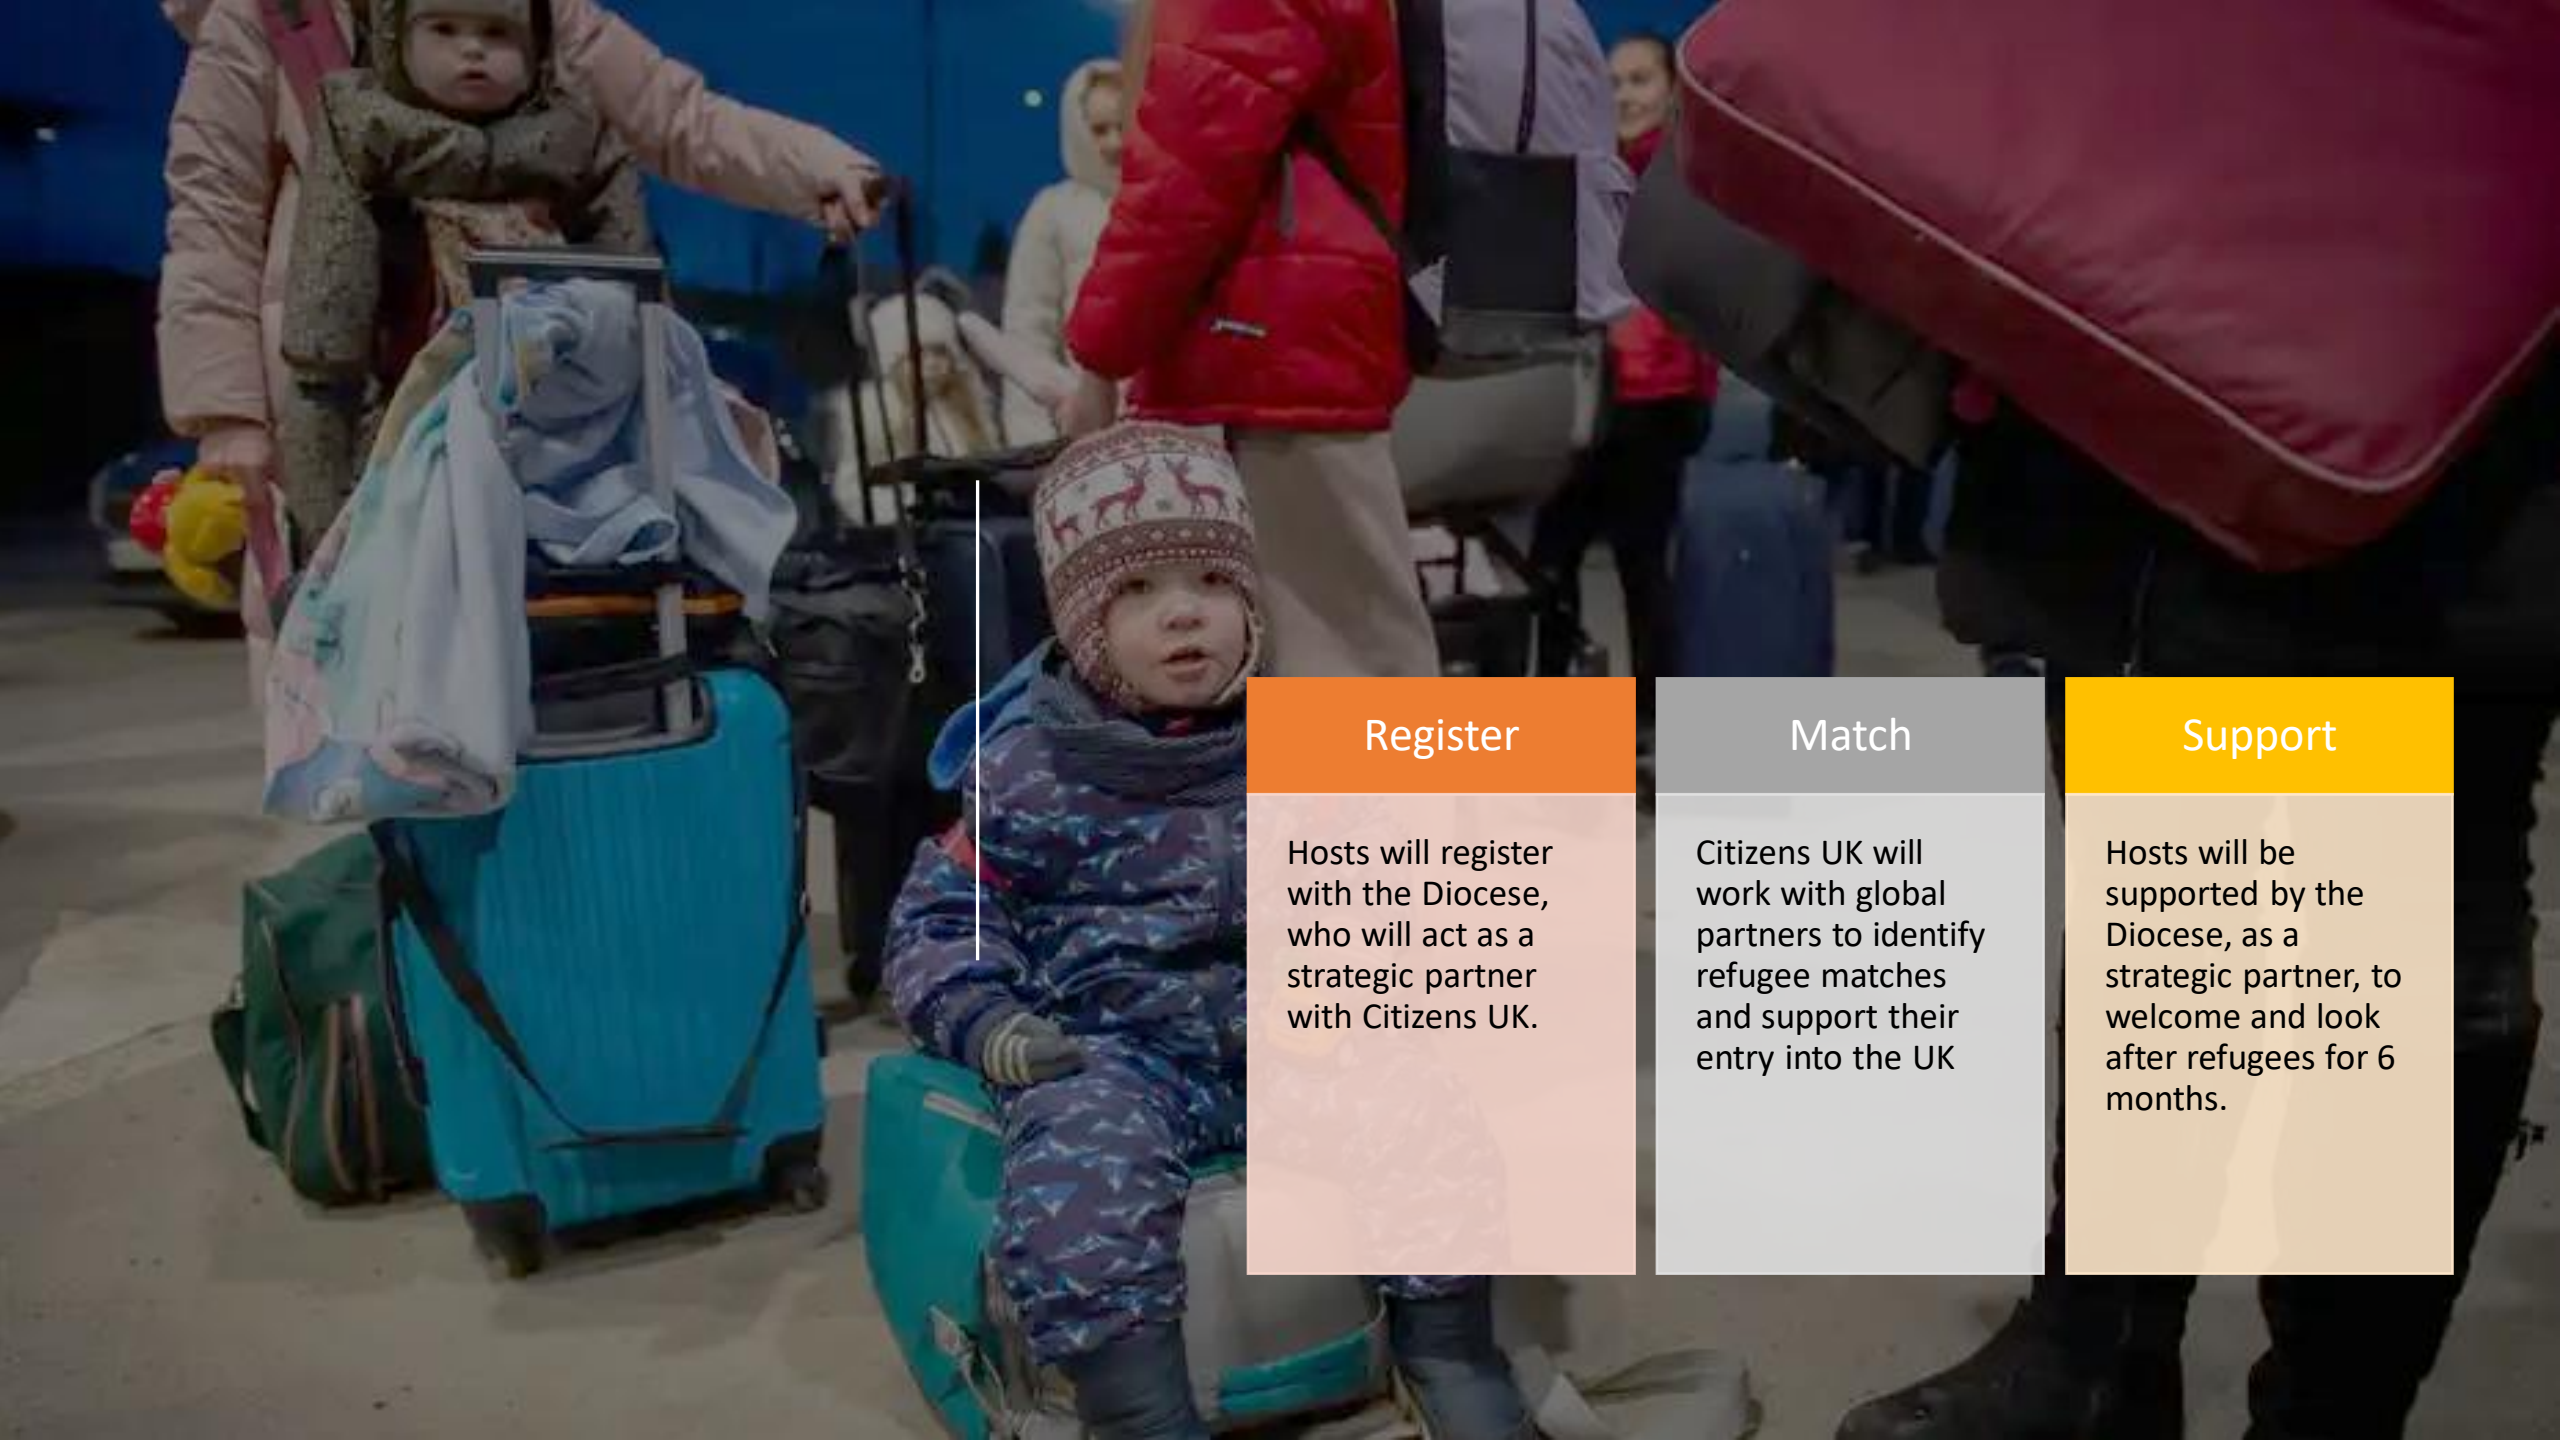 Register
Hosts will register
with the Diocese,
who will act as a
strategic partner
with Citizens UK.
Match
Citizens UK will
work with global
partners to identify
refugee matches
and support their
entry into the UK
Support
Hosts will be
supported by the
Diocese, as a
strategic partner, to
welcome and look
after refugees for 6
months.